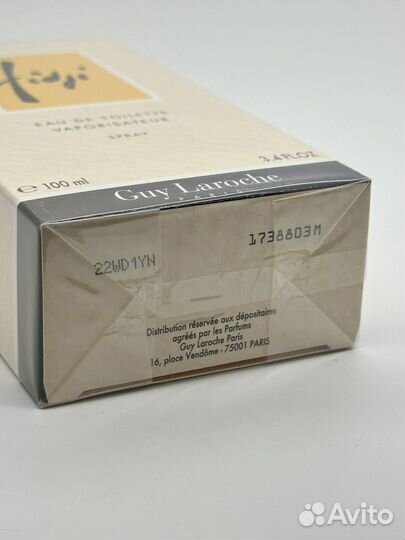 Fidji
EAU DE TOILETTE
VAPORISATEUR
SPRAY
℮ 100 ml
3.4 FL.OZ
Guy Laroche
PARIS
22WD1YN
1738803M
Distribution réservée aux dépositaires
agréés par les Parfums
Guy Laroche Paris
16, place Vendôme - 75001 PARIS
Avito